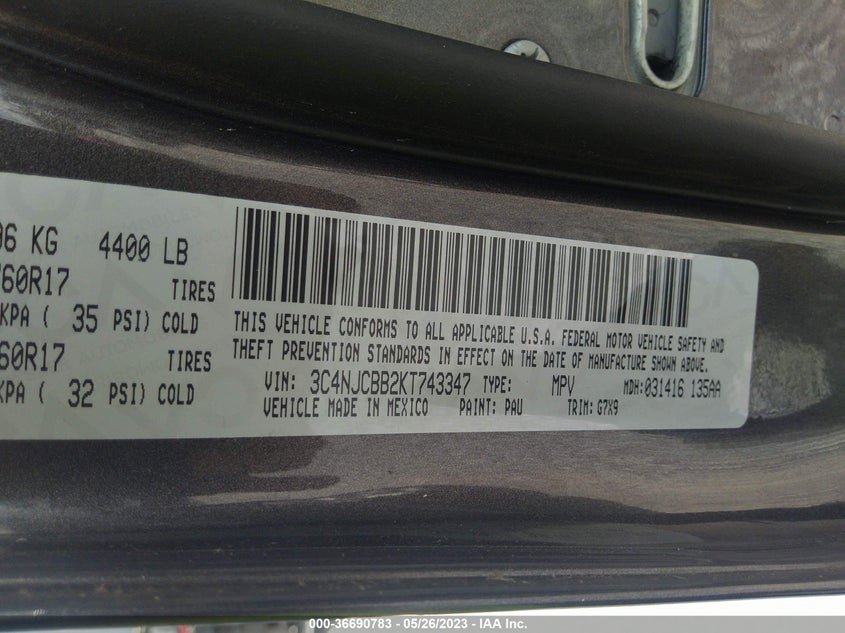 96 KG 4400 LB
60R17 TIRES
KPA ( 35 PSI) COLD
60R17 TIRES
KPA ( 32 PSI) COLD
THIS VEHICLE CONFORMS TO ALL APPLICABLE U.S.A. FEDERAL MOTOR VEHICLE SAFETY AND
THEFT PREVENTION STANDARDS IN EFFECT ON THE DATE OF MANUFACTURE SHOWN ABOVE.
VIN: 3C4NJCBB2KT743347 TYPE: MPV MDH:031416 135AA
VEHICLE MADE IN MEXICO PAINT: PAU TRIM: G7X9
000-36690783 - 05/26/2023 - IAA Inc.